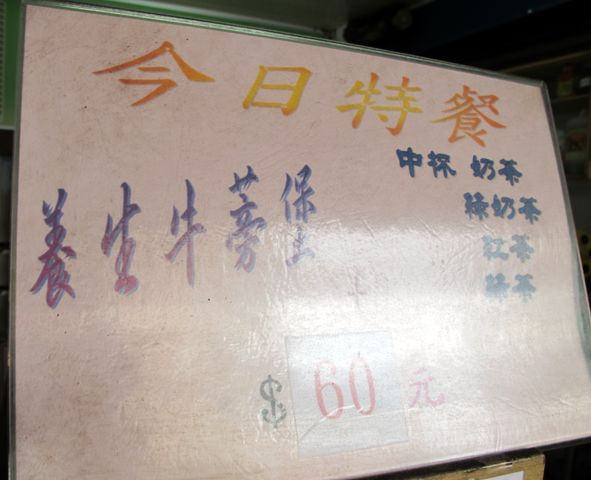 今日特餐
養生牛蒡堡
中杯 奶茶
綠奶茶
紅茶
綠茶
$ 60 元